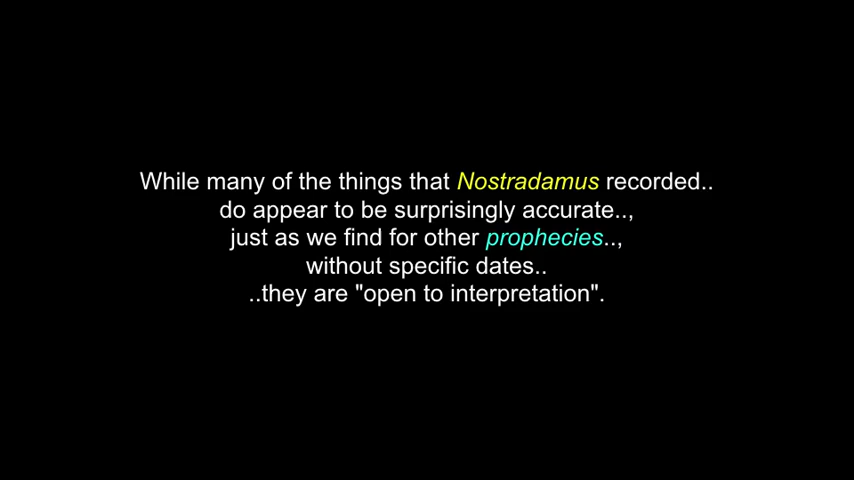 While many of the things that Nostradamus recorded..
do appear to be surprisingly accurate..,
just as we find for other prophecies..,
without specific dates..
..they are "open to interpretation".